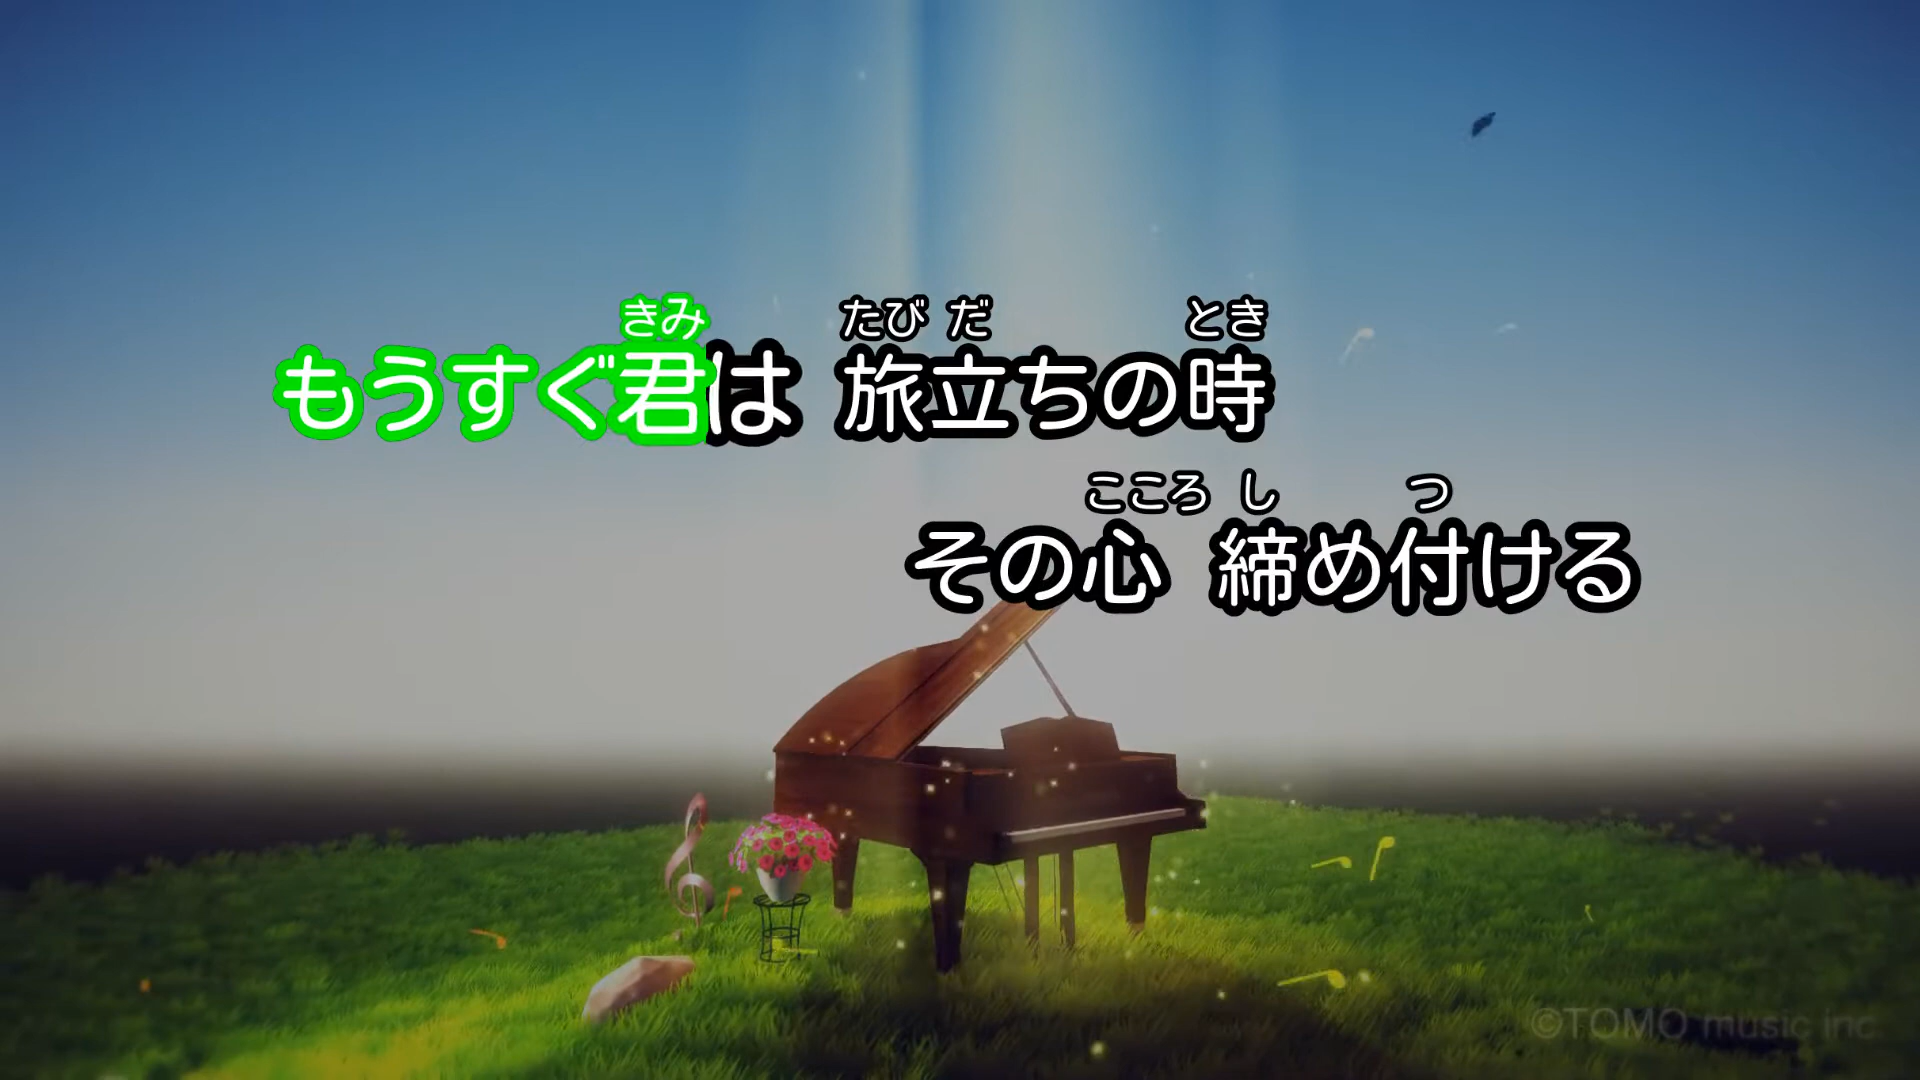 きみ たび だ とき
もうすぐ君は 旅立ちの時
こころ し つ
その心 締め付ける
©TOMO music inc